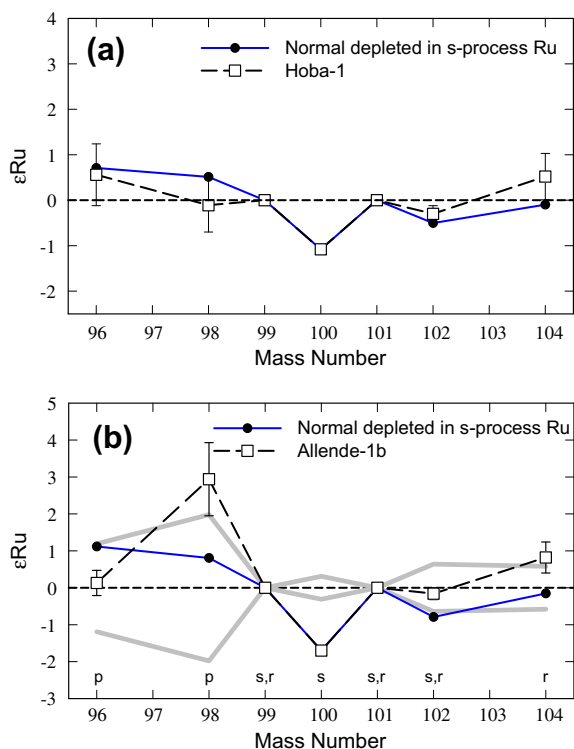 (a)
Normal depleted in s-process Ru
Hoba-1
4
3
2
1
0
-1
-2
εRu
96 97 98 99 100 101 102 103 104
Mass Number
(b)
Normal depleted in s-process Ru
Allende-1b
5
4
3
2
1
0
-1
-2
-3
εRu
p p s,r s s,r s,r r
96 97 98 99 100 101 102 103 104
Mass Number